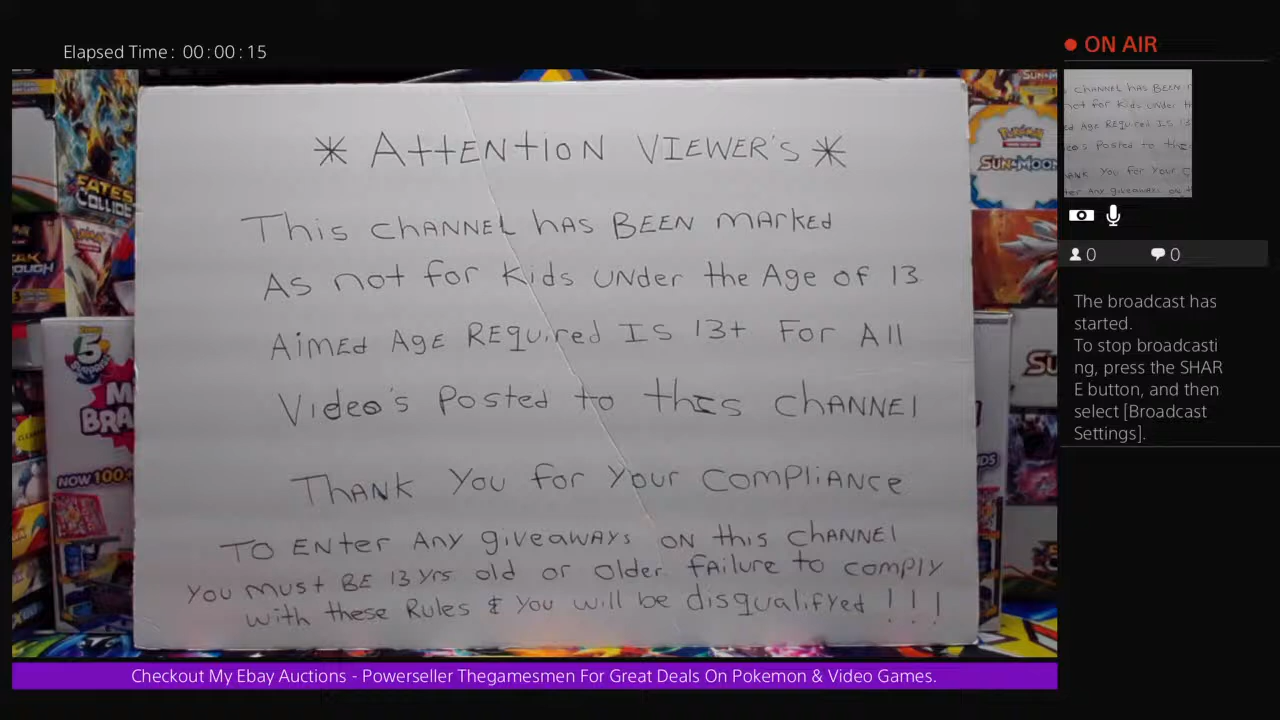 Elapsed Time: 00:00:15
ON AIR
* ATTENTION VIEWER'S *
This CHANNEL HAS BEEN MARKED
AS NOT FOR Kids UNDER the Age of 13
AiMED AgE REQuired IS 13+ FOR All
Video's Posted to this CHANNEl
THANK You for Your COMPLiANCE
TO ENter ANy giveAWAYS ON this CHANNEl
You must BE 13 yrs old or older fAilure to comply
with these Rules & you will be disqualifyed !!!
FATES
COLLIDE
POKÉMON
SUN & MOON
5
SURPRISE
NOW 100+
0 0
The broadcast has
started.
To stop broadcasti
ng, press the SHAR
E button, and then
select [Broadcast
Settings].
Checkout My Ebay Auctions - Powerseller Thegamesmen For Great Deals On Pokemon & Video Games.